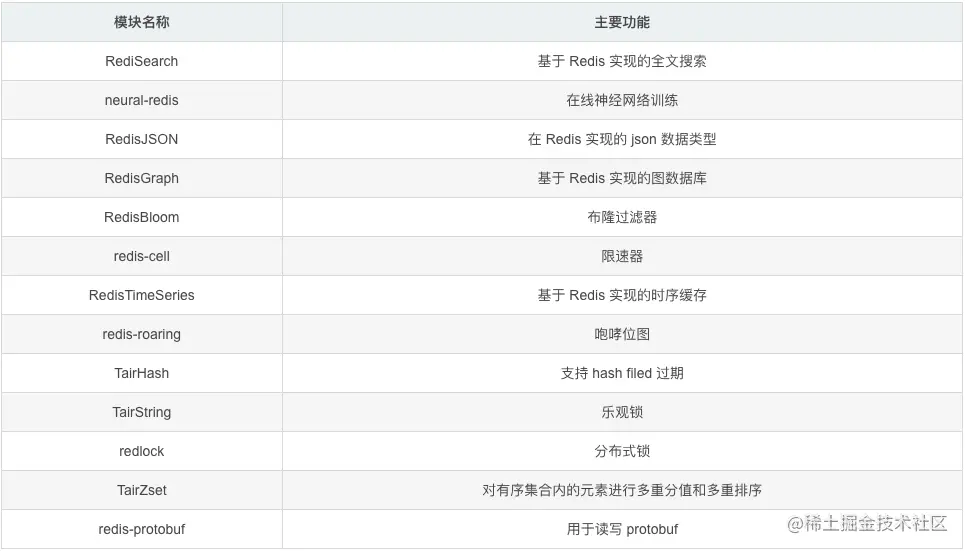 模块名称 主要功能
RediSearch 基于 Redis 实现的全文搜索
neural-redis 在线神经网络训练
RedisJSON 在 Redis 实现的 json 数据类型
RedisGraph 基于 Redis 实现的图数据库
RedisBloom 布隆过滤器
redis-cell 限速器
RedisTimeSeries 基于 Redis 实现的时序缓存
redis-roaring 咆哮位图
TairHash 支持 hash filed 过期
TairString 乐观锁
redlock 分布式锁
TairZset 对有序集合内的元素进行多重分值和多重排序
redis-protobuf 用于读写 protobuf
@稀土掘金技术社区